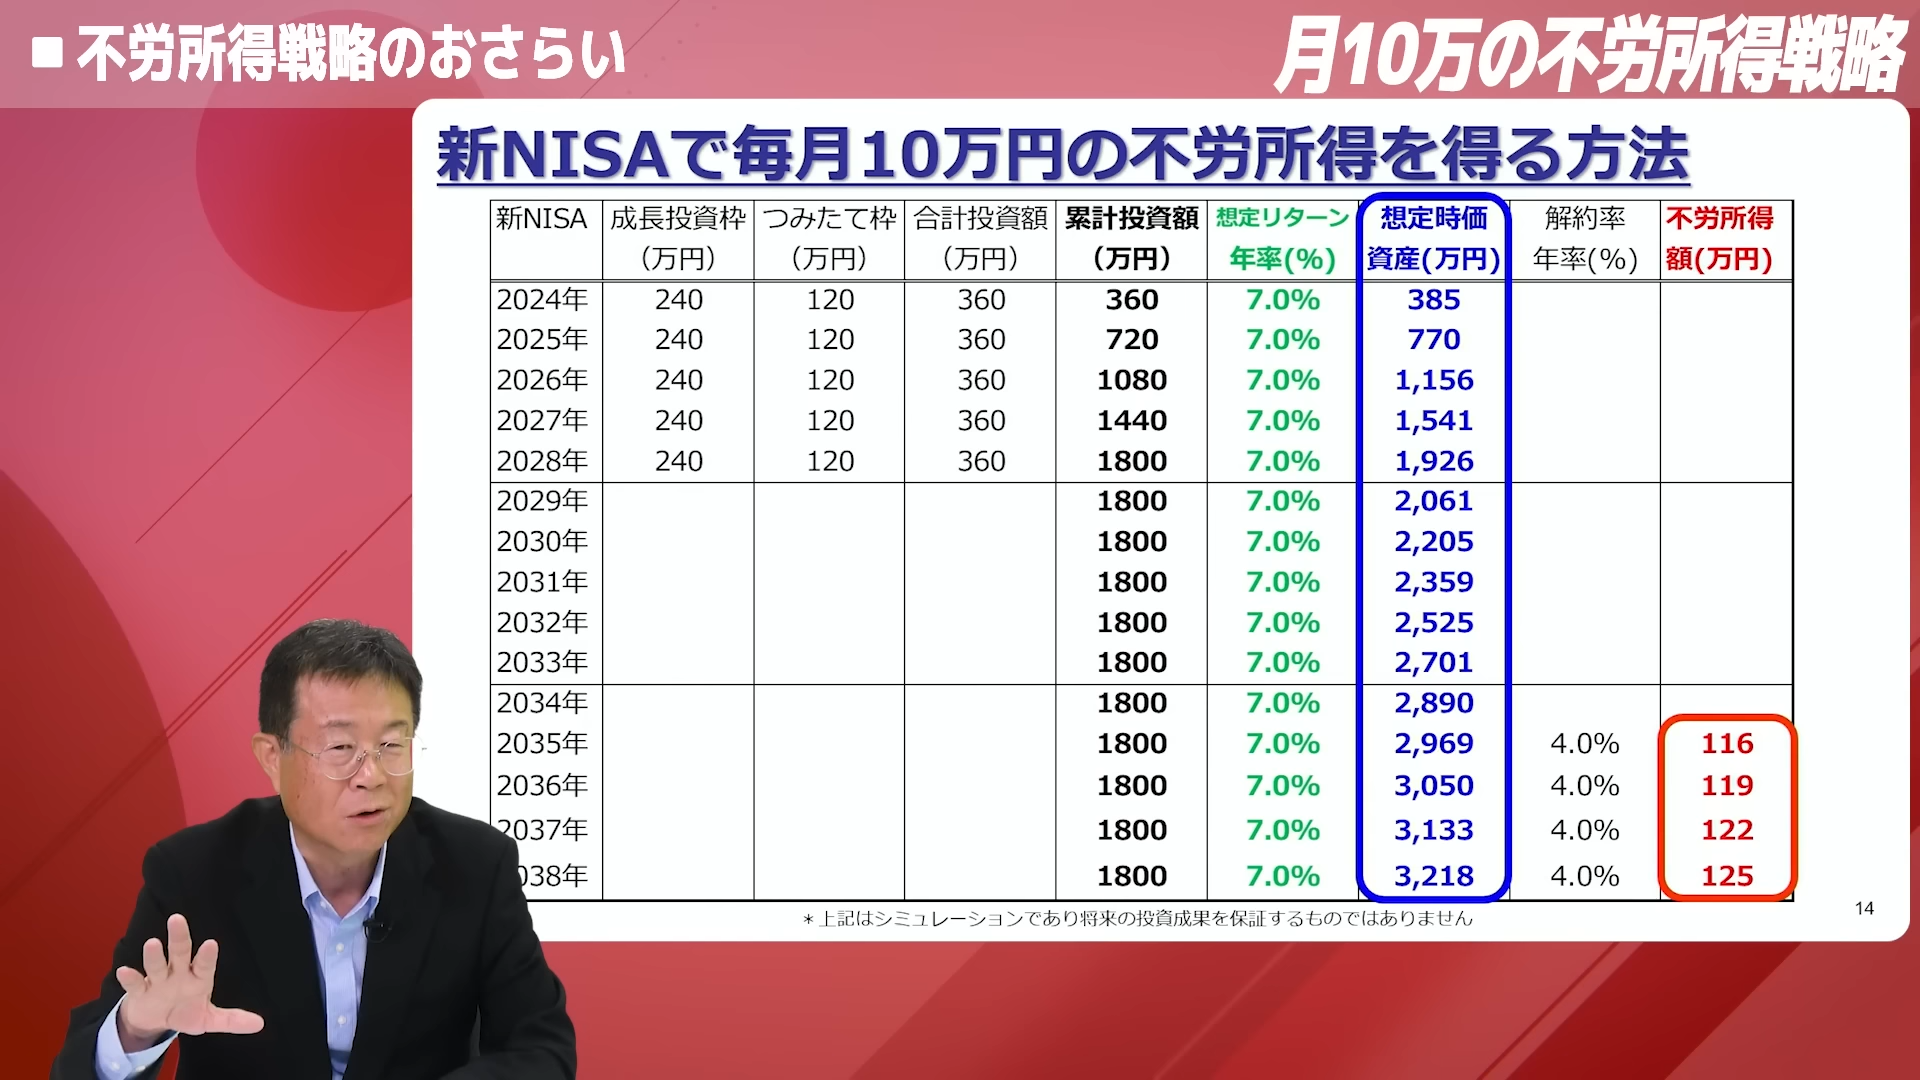 ■ 不労所得戦略のおさらい
月10万の不労所得戦略
新NISAで毎月10万円の不労所得を得る方法
新NISA 成長投資枠 つみたて枠 合計投資額 累計投資額 想定リターン 想定時価 解約率 不労所得
(万円) (万円) (万円) (万円) 年率(%) 資産(万円) 年率(%) 額(万円)
2024年 240 120 360 360 7.0% 385
2025年 240 120 360 720 7.0% 770
2026年 240 120 360 1080 7.0% 1,156
2027年 240 120 360 1440 7.0% 1,541
2028年 240 120 360 1800 7.0% 1,926
2029年 1800 7.0% 2,061
2030年 1800 7.0% 2,205
2031年 1800 7.0% 2,359
2032年 1800 7.0% 2,525
2033年 1800 7.0% 2,701
2034年 1800 7.0% 2,890
2035年 1800 7.0% 2,969 4.0% 116
2036年 1800 7.0% 3,050 4.0% 119
2037年 1800 7.0% 3,133 4.0% 122
038年 1800 7.0% 3,218 4.0% 125
＊上記はシミュレーションであり将来の投資成果を保証するものではありません
14